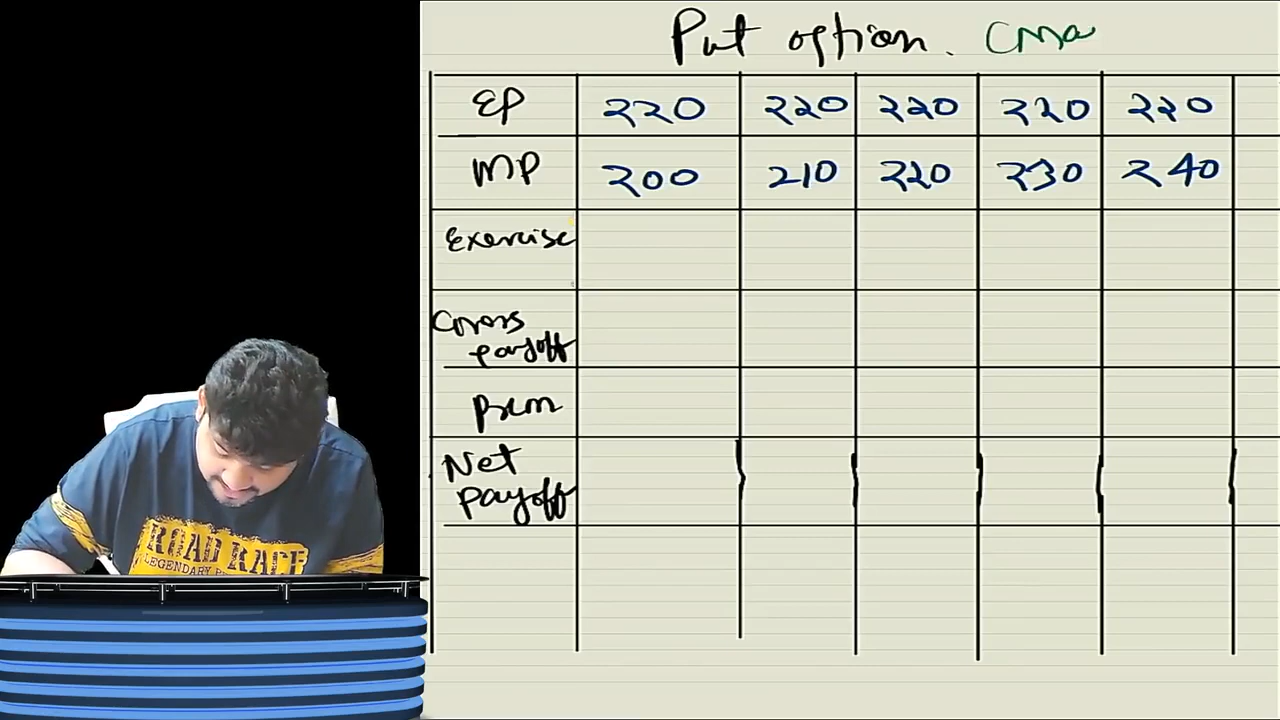 Put option. CMA
EP 220 220 220 220 220
MP 200 210 220 230 240
Exercise
Gross
payoff
Prem
Net
payoff
ROAD RACE
LEGENDARY